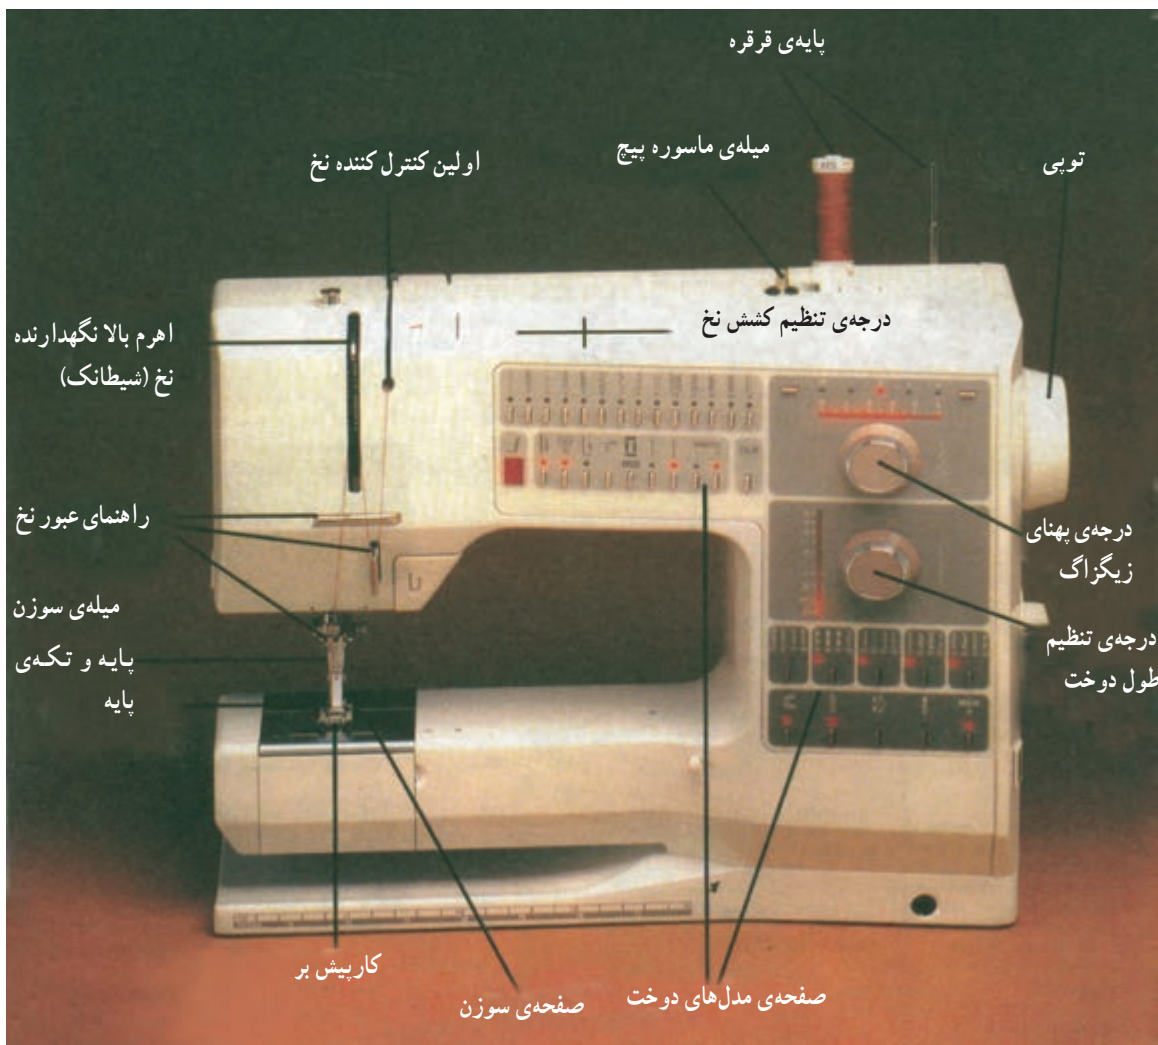 پایه‌ی قرقره
میله‌ی ماسوره پیچ
اولین کنترل کننده نخ
توپی
درجه‌ی تنظیم کشش نخ
اهرم بالا نگهدارنده
نخ (شیطانک)
راهنمای عبور نخ
درجه‌ی پهنای
زیگزاگ
میله‌ی سوزن
درجه‌ی تنظیم
طول دوخت
پایه و تکه‌ی
پایه
کارپیش بر
صفحه‌ی سوزن
صفحه‌ی مدل‌های دوخت